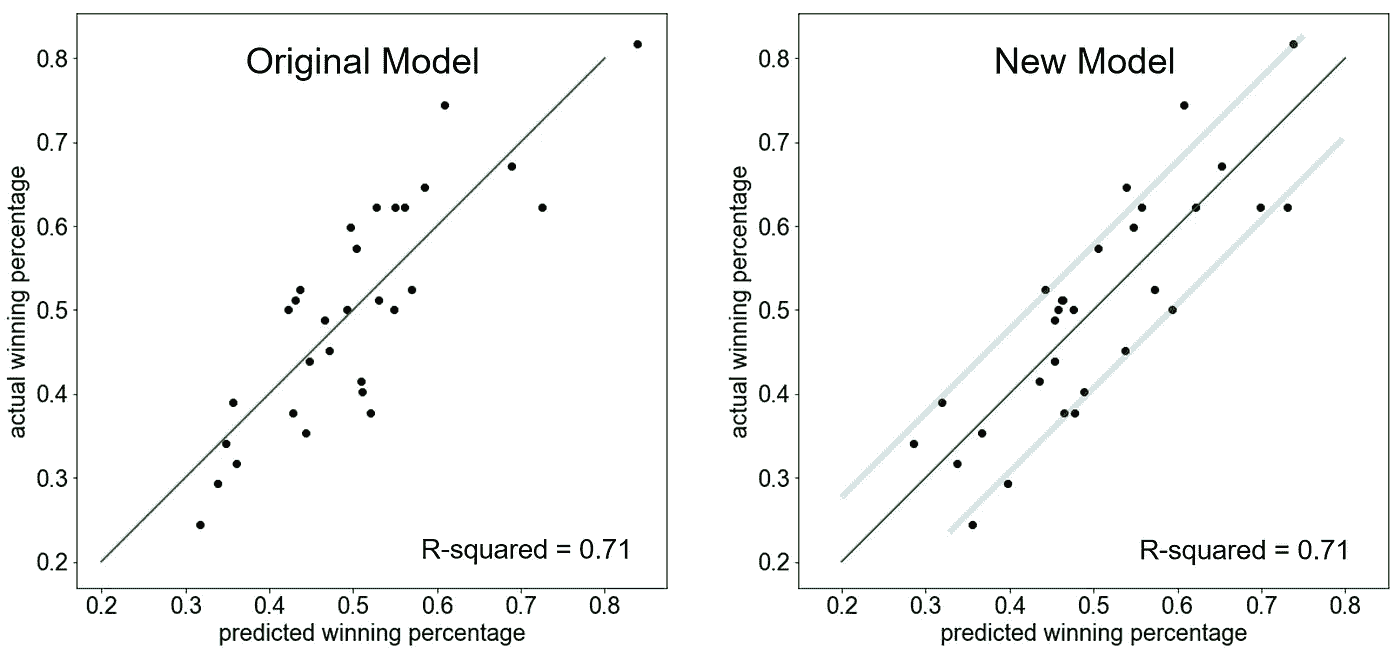 Original Model
0.8
0.7
0.6
0.5
0.4
0.3
0.2
actual winning percentage
R-squared = 0.71
0.2 0.3 0.4 0.5 0.6 0.7 0.8
predicted winning percentage
New Model
0.8
0.7
0.6
0.5
0.4
0.3
0.2
actual winning percentage
R-squared = 0.71
0.2 0.3 0.4 0.5 0.6 0.7 0.8
predicted winning percentage